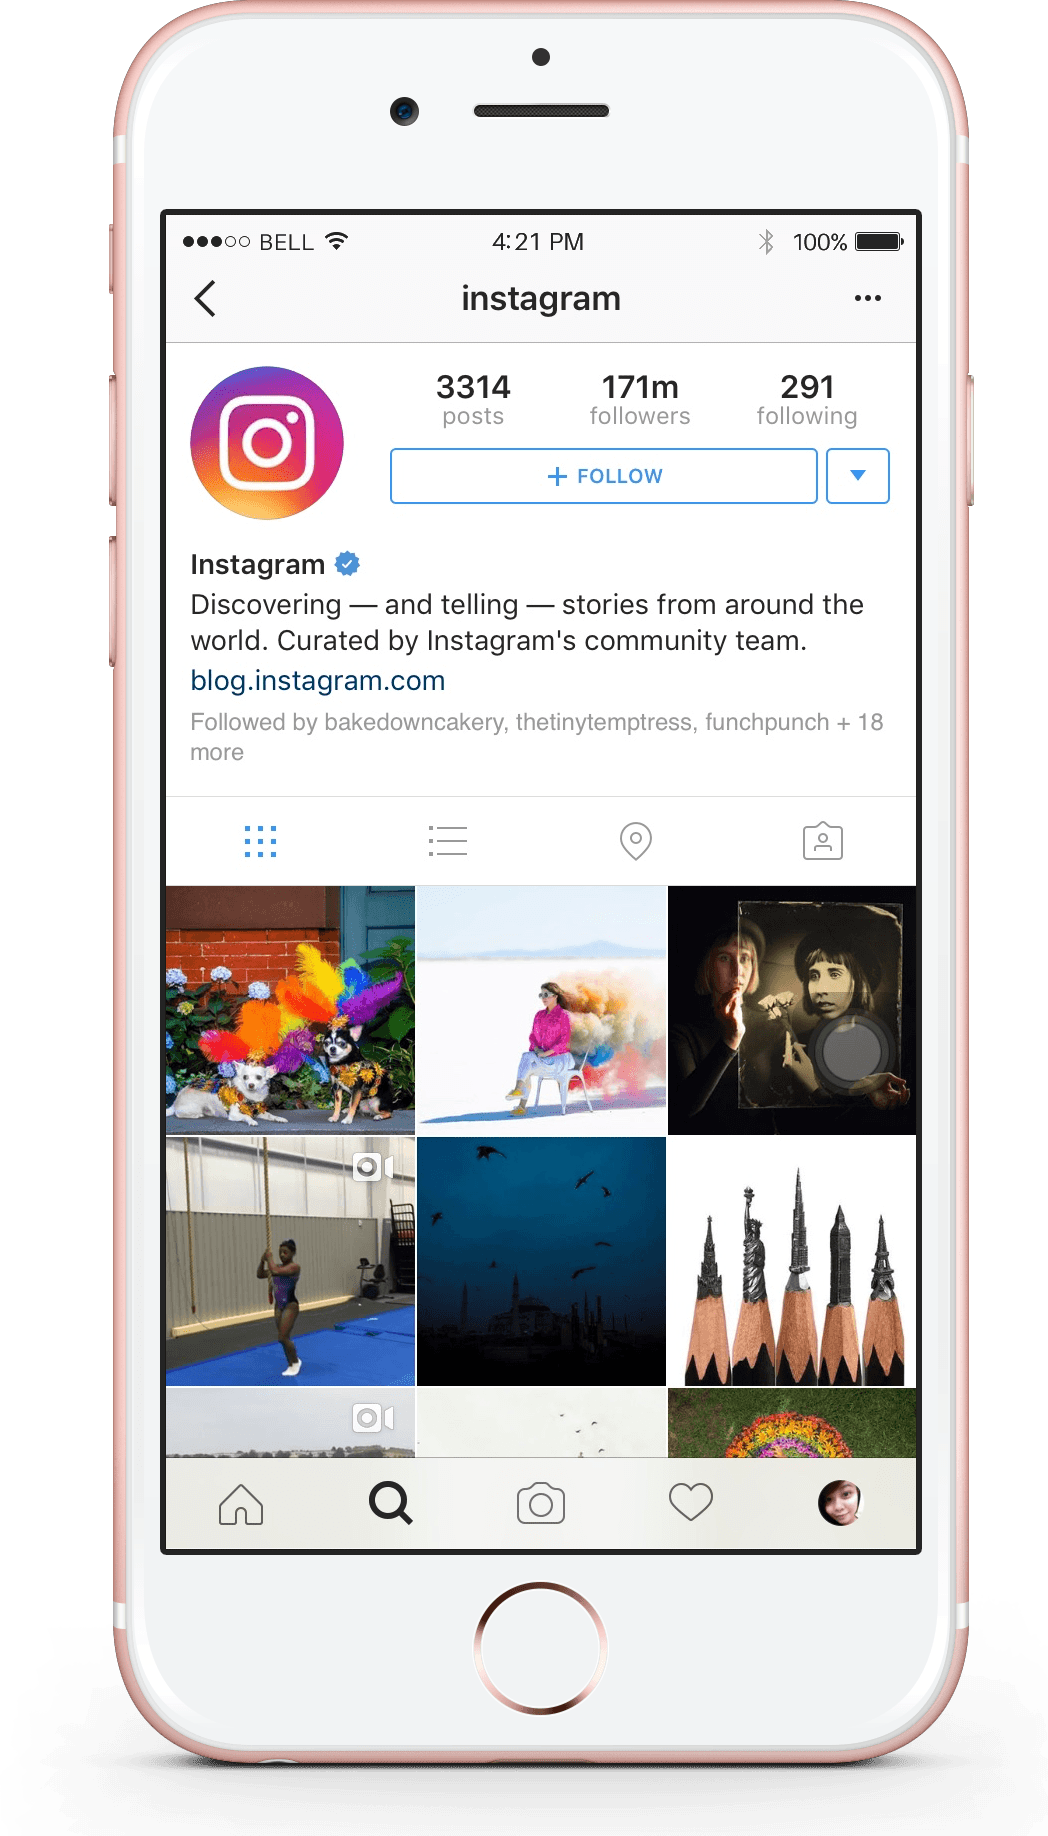 BELL 4:21 PM 100%
instagram
3314 171m 291
posts followers following
+ FOLLOW
Instagram
Discovering — and telling — stories from around the
world. Curated by Instagram's community team.
blog.instagram.com
Followed by bakedowncakery, thetinytemptress, funchpunch + 18
more